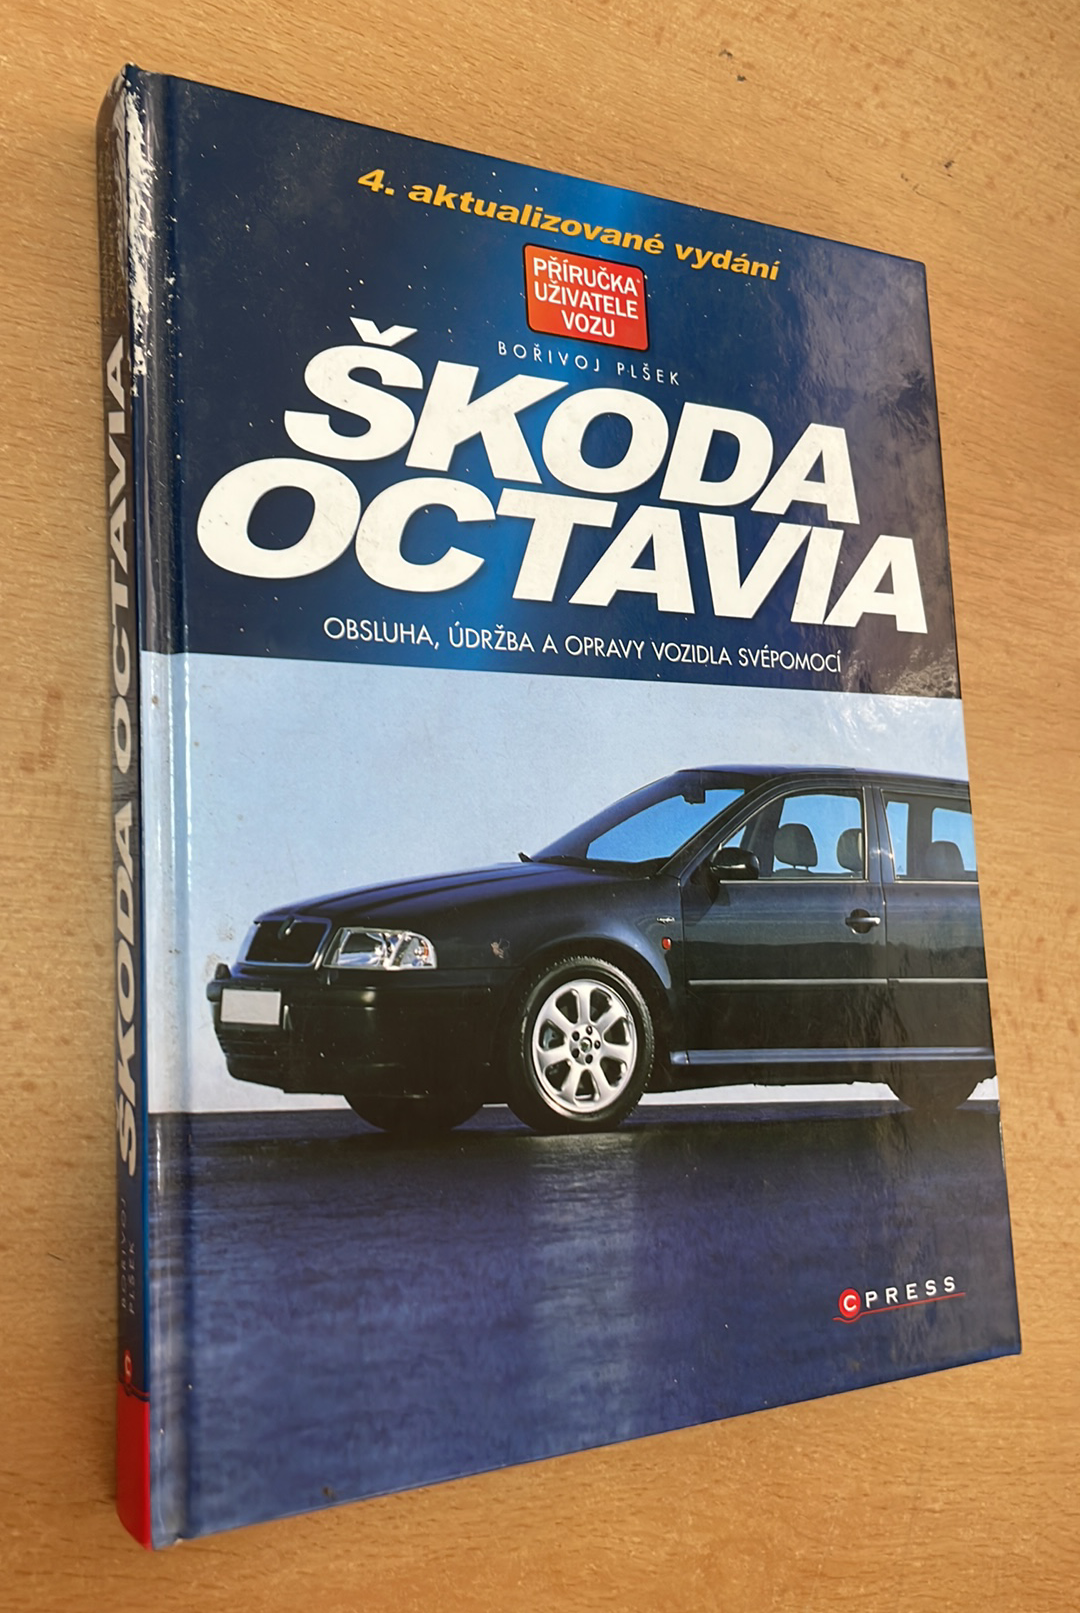 4. aktualizované vydání
PŘÍRUČKA
UŽIVATELE
VOZU
BOŘIVOJ PLŠEK
ŠKODA
OCTAVIA
OBSLUHA, ÚDRŽBA A OPRAVY VOZIDLA SVÉPOMOCÍ
CPRESS
BOŘIVOJ
PLŠEK
ŠKODA OCTAVIA